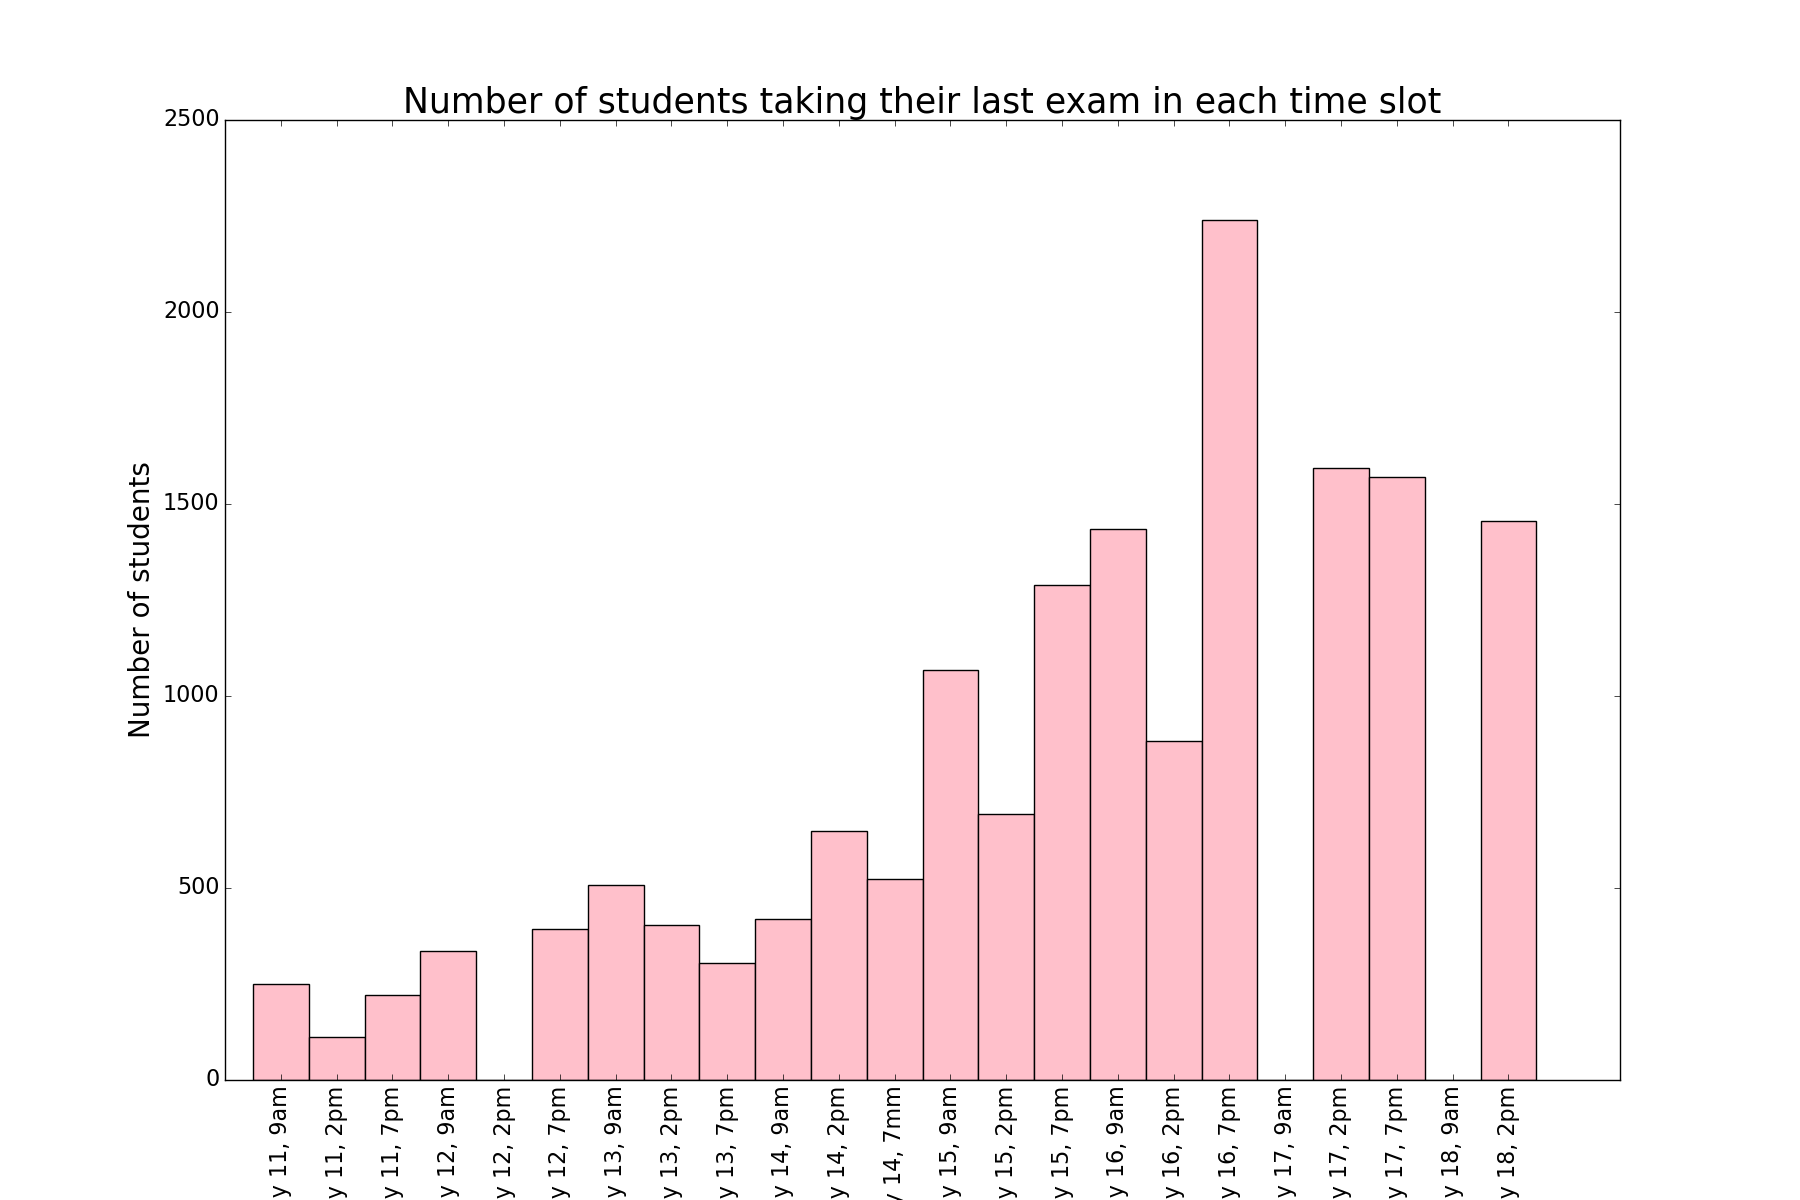 Number of students taking their last exam in each time slot
2500
2000
1500
1000
500
0
Number of students
y 11, 9am
y 11, 2pm
y 11, 7pm
y 12, 9am
y 12, 2pm
y 12, 7pm
y 13, 9am
y 13, 2pm
y 13, 7pm
y 14, 9am
y 14, 2pm
y 14, 7mm
y 15, 9am
y 15, 2pm
y 15, 7pm
y 16, 9am
y 16, 2pm
y 16, 7pm
y 17, 9am
y 17, 2pm
y 17, 7pm
y 18, 9am
y 18, 2pm